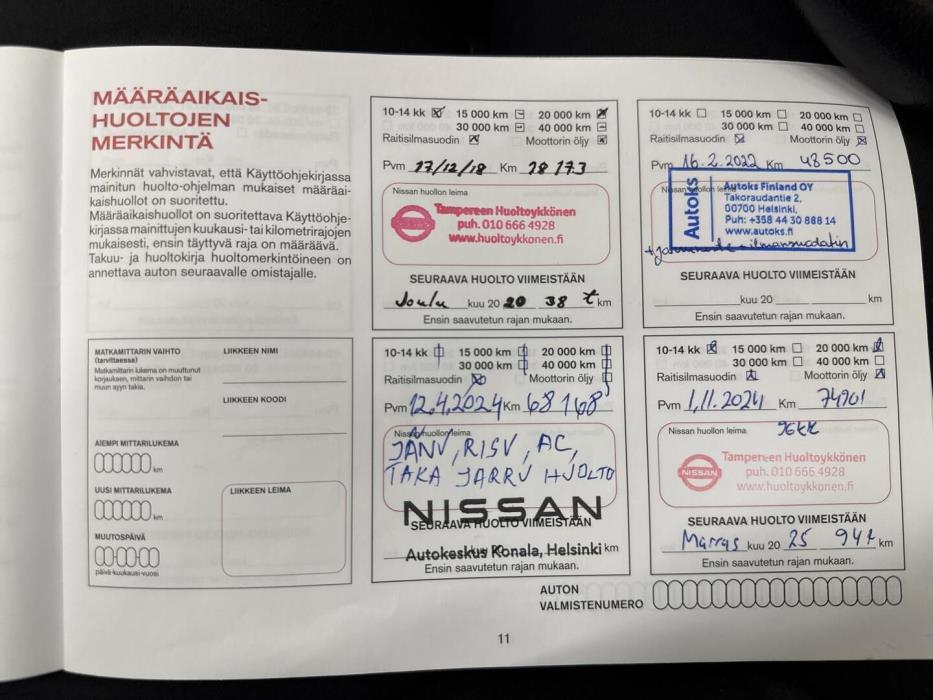 MÄÄRÄAIKAIS-
HUOLTOJEN
MERKINTÄ
Merkinnät vahvistavat, että Käyttöohjekirjassa
mainitun huolto-ohjelman mukaiset määräai-
kaishuollot on suoritettu.
Määräaikaishuollot on suoritettava Käyttöohje-
kirjassa mainittujen kuukausi- tai kilometrirajojen
mukaisesti, ensin täyttyvä raja on määräävä.
Takuu- ja huoltokirja huoltomerkintöineen on
annettava auton seuraavalle omistajalle.
10-14 kk 15 000 km 20 000 km
30 000 km 40 000 km
Raitisilmasuodin Moottorin öljy
Pvm 17/12/18 Km 28173
Nissan huollon leima
Tampereen Huoltoykkönen
puh. 010 666 4928
www.huoltoykkonen.fi
SEURAAVA HUOLTO VIIMEISTÄÄN
Joulu kuu 20 20 38 t km
Ensin saavutetun rajan mukaan.
10-14 kk 15 000 km 20 000 km
30 000 km 40 000 km
Raitisilmasuodin Moottorin öljy
Pvm 16.2.2022 Km 48500
Nissan huollon leima
Autoks
Autoks Finland OY
Takoraudantie 2,
00700 Helsinki,
Puh: +358 44 30 888 14
www.autoks.fi
+ jarruneste + ilmansuodatin
SEURAAVA HUOLTO VIIMEISTÄÄN
kuu 20 km
Ensin saavutetun rajan mukaan.
MATKAMITTARIN VAIHTO
(tarvittaessa)
Matkamittarin lukema on muuttunut
korjauksen, mittarin vaihdon tai
muun syyn takia.
AIEMPI MITTARILUKEMA
km
UUSI MITTARILUKEMA
km
MUUTOSPÄIVÄ
päivä-kuukausi-vuosi
LIIKKEEN NIMI
LIIKKEEN KOODI
LIIKKEEN LEIMA
10-14 kk 15 000 km 20 000 km
30 000 km 40 000 km
Raitisilmasuodin Moottorin öljy
Pvm 12.4.2024 Km 68168
Nissan huollon leima
JÄNV, RISV, AC,
TAKA JARRU HUOLTO
NISSAN
SEURAAVA HUOLTO VIIMEISTÄÄN
Autokeskus Konala, Helsinki km
Ensin saavutetun rajan mukaan.
10-14 kk 15 000 km 20 000 km
30 000 km 40 000 km
Raitisilmasuodin Moottorin öljy
Pvm 1.11.2024 Km 74901
Nissan huollon leima
NISSAN
Tampereen Huoltoykkönen
puh. 010 666 4928
www.huoltoykkonen.fi
SEURAAVA HUOLTO VIIMEISTÄÄN
Marras kuu 20 25 94t km
Ensin saavutetun rajan mukaan.
AUTON
VALMISTENUMERO
11